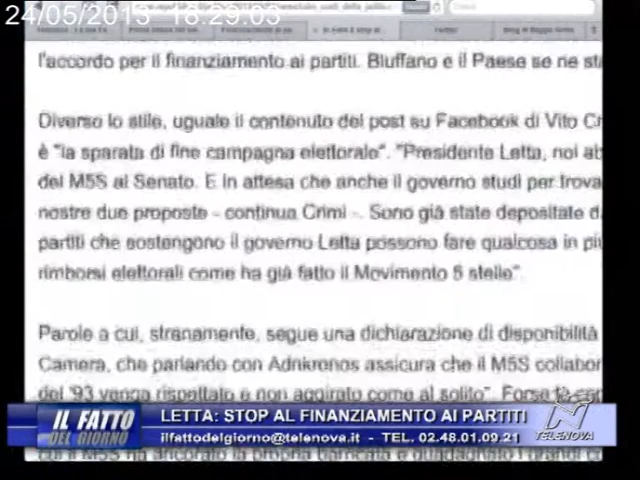 24/05/2013 18:29:03
l'accordo per il finanziamento ai partiti. Bluffano e il Paese se ne
Diverso lo stile, uguale il contenuto del post su Facebook di Vito
è "la sparata di fine campagna elettorale". "Presidente Letta, noi
del M5S al Senato. E in attesa che anche il governo studi per
nostre due proposte - continua Crimi -. Sono già state depositate
partiti che sostengono il governo Letta possono fare qualcosa in
rimborsi elettorali come ha già fatto il Movimento 5 stelle".
Parole a cui, stranamente, segue una dichiarazione di disponibilità
Camera, che parlando con Adnkronos assicura che il M5S
del '93 venga rispettato e non aggirato come al solito". Forse
IL FATTO
DEL GIORNO
LETTA: STOP AL FINANZIAMENTO AI PARTITI
ilfattodelgiorno@telenova.it - TEL. 02.48.01.09.21
TELENOVA